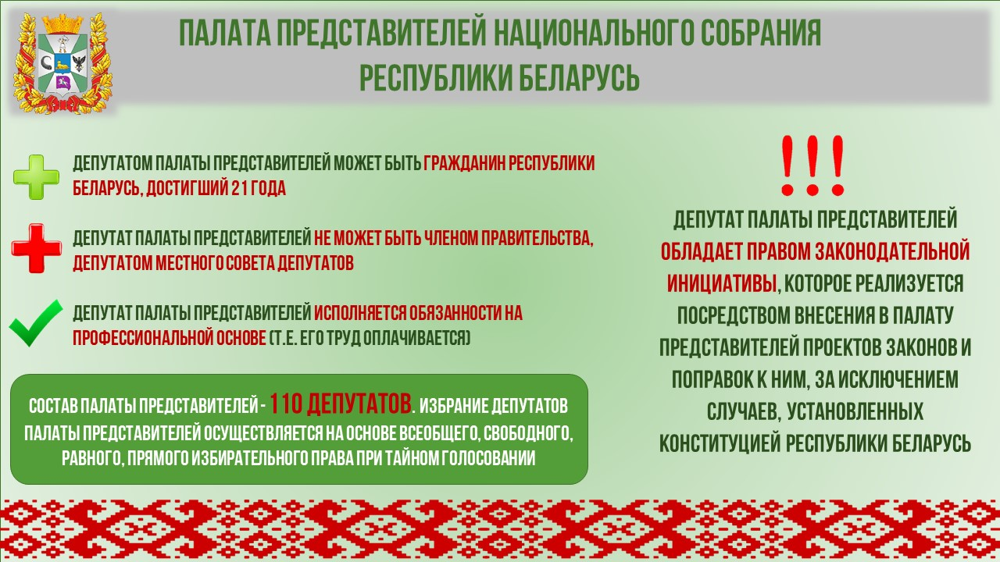 ПАЛАТА ПРЕДСТАВИТЕЛЕЙ НАЦИОНАЛЬНОГО СОБРАНИЯ
РЕСПУБЛИКИ БЕЛАРУСЬ
ДЕПУТАТОМ ПАЛАТЫ ПРЕДСТАВИТЕЛЕЙ МОЖЕТ БЫТЬ ГРАЖДАНИН РЕСПУБЛИКИ
БЕЛАРУСЬ, ДОСТИГШИЙ 21 ГОДА
ДЕПУТАТ ПАЛАТЫ ПРЕДСТАВИТЕЛЕЙ НЕ МОЖЕТ БЫТЬ ЧЛЕНОМ ПРАВИТЕЛЬСТВА,
ДЕПУТАТОМ МЕСТНОГО СОВЕТА ДЕПУТАТОВ
ДЕПУТАТ ПАЛАТЫ ПРЕДСТАВИТЕЛЕЙ ИСПОЛНЯЕТСЯ ОБЯЗАННОСТИ НА
ПРОФЕССИОНАЛЬНОЙ ОСНОВЕ (Т.Е. ЕГО ТРУД ОПЛАЧИВАЕТСЯ)
СОСТАВ ПАЛАТЫ ПРЕДСТАВИТЕЛЕЙ - 110 ДЕПУТАТОВ. ИЗБРАНИЕ ДЕПУТАТОВ
ПАЛАТЫ ПРЕДСТАВИТЕЛЕЙ ОСУЩЕСТВЛЯЕТСЯ НА ОСНОВЕ ВСЕОБЩЕГО, СВОБОДНОГО,
РАВНОГО, ПРЯМОГО ИЗБИРАТЕЛЬНОГО ПРАВА ПРИ ТАЙНОМ ГОЛОСОВАНИИ
!!!
ДЕПУТАТ ПАЛАТЫ ПРЕДСТАВИТЕЛЕЙ
ОБЛАДАЕТ ПРАВОМ ЗАКОНОДАТЕЛЬНОЙ
ИНИЦИАТИВЫ, КОТОРОЕ РЕАЛИЗУЕТСЯ
ПОСРЕДСТВОМ ВНЕСЕНИЯ В ПАЛАТУ
ПРЕДСТАВИТЕЛЕЙ ПРОЕКТОВ ЗАКОНОВ И
ПОПРАВОК К НИМ, ЗА ИСКЛЮЧЕНИЕМ
СЛУЧАЕВ, УСТАНОВЛЕННЫХ
КОНСТИТУЦИЕЙ РЕСПУБЛИКИ БЕЛАРУСЬ